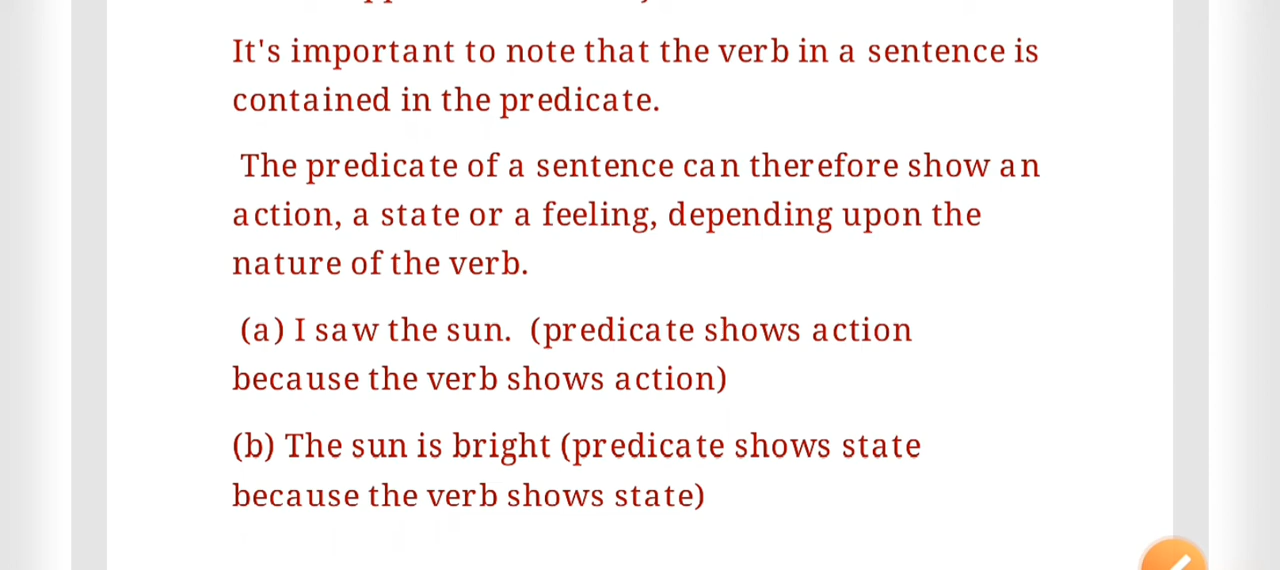 It's important to note that the verb in a sentence is
contained in the predicate.
The predicate of a sentence can therefore show an
action, a state or a feeling, depending upon the
nature of the verb.
(a) I saw the sun. (predicate shows action
because the verb shows action)
(b) The sun is bright (predicate shows state
because the verb shows state)